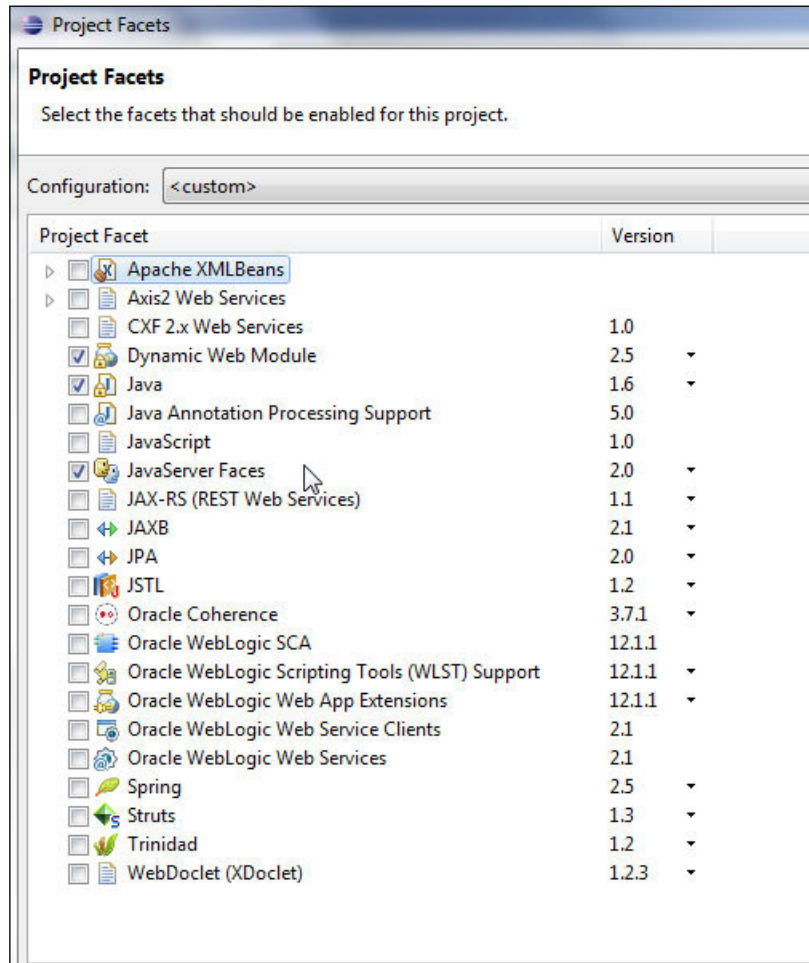 Project Facets
Project Facets
Select the facets that should be enabled for this project.
Configuration: <custom>
Project Facet Version
Apache XMLBeans
Axis2 Web Services
CXF 2.x Web Services 1.0
Dynamic Web Module 2.5
Java 1.6
Java Annotation Processing Support 5.0
JavaScript 1.0
JavaServer Faces 2.0
JAX-RS (REST Web Services) 1.1
JAXB 2.1
JPA 2.0
JSTL 1.2
Oracle Coherence 3.7.1
Oracle WebLogic SCA 12.1.1
Oracle WebLogic Scripting Tools (WLST) Support 12.1.1
Oracle WebLogic Web App Extensions 12.1.1
Oracle WebLogic Web Service Clients 2.1
Oracle WebLogic Web Services 2.1
Spring 2.5
Struts 1.3
Trinidad 1.2
WebDoclet (XDoclet) 1.2.3